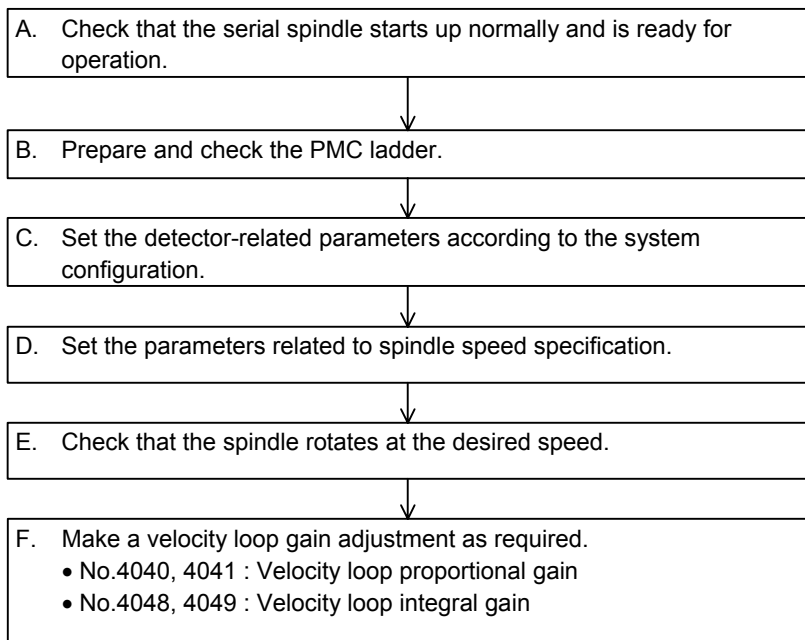 A. Check that the serial spindle starts up normally and is ready for
operation.
B. Prepare and check the PMC ladder.
C. Set the detector-related parameters according to the system
configuration.
D. Set the parameters related to spindle speed specification.
E. Check that the spindle rotates at the desired speed.
F. Make a velocity loop gain adjustment as required.
• No.4040, 4041 : Velocity loop proportional gain
• No.4048, 4049 : Velocity loop integral gain